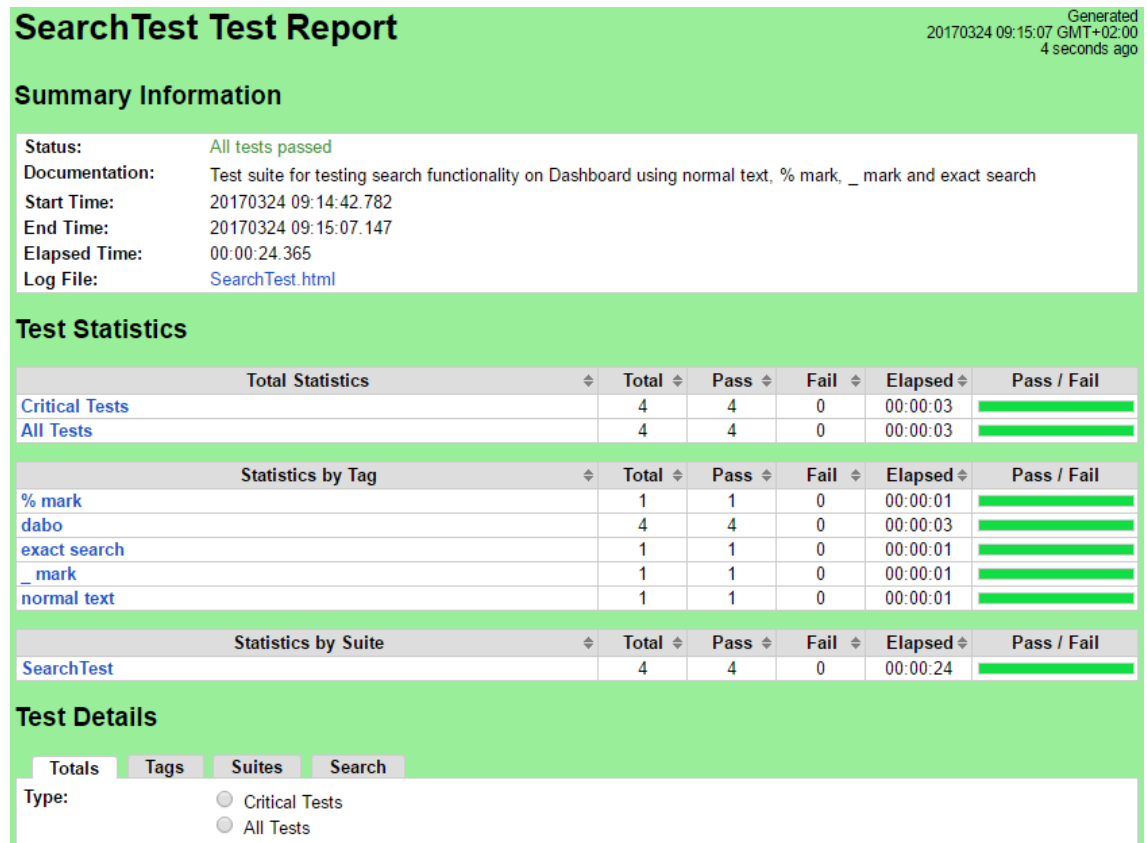 SearchTest Test Report
Generated
20170324 09:15:07 GMT+02:00
4 seconds ago
Summary Information
Status: All tests passed
Documentation: Test suite for testing search functionality on Dashboard using normal text, % mark, _ mark and exact search
Start Time: 20170324 09:14:42.782
End Time: 20170324 09:15:07.147
Elapsed Time: 00:00:24.365
Log File: SearchTest.html
Test Statistics
Total Statistics Total Pass Fail Elapsed Pass / Fail
Critical Tests 4 4 0 00:00:03
All Tests 4 4 0 00:00:03
Statistics by Tag Total Pass Fail Elapsed Pass / Fail
% mark 1 1 0 00:00:01
dabo 4 4 0 00:00:03
exact search 1 1 0 00:00:01
_ mark 1 1 0 00:00:01
normal text 1 1 0 00:00:01
Statistics by Suite Total Pass Fail Elapsed Pass / Fail
SearchTest 4 4 0 00:00:24
Test Details
Totals Tags Suites Search
Type: Critical Tests
All Tests